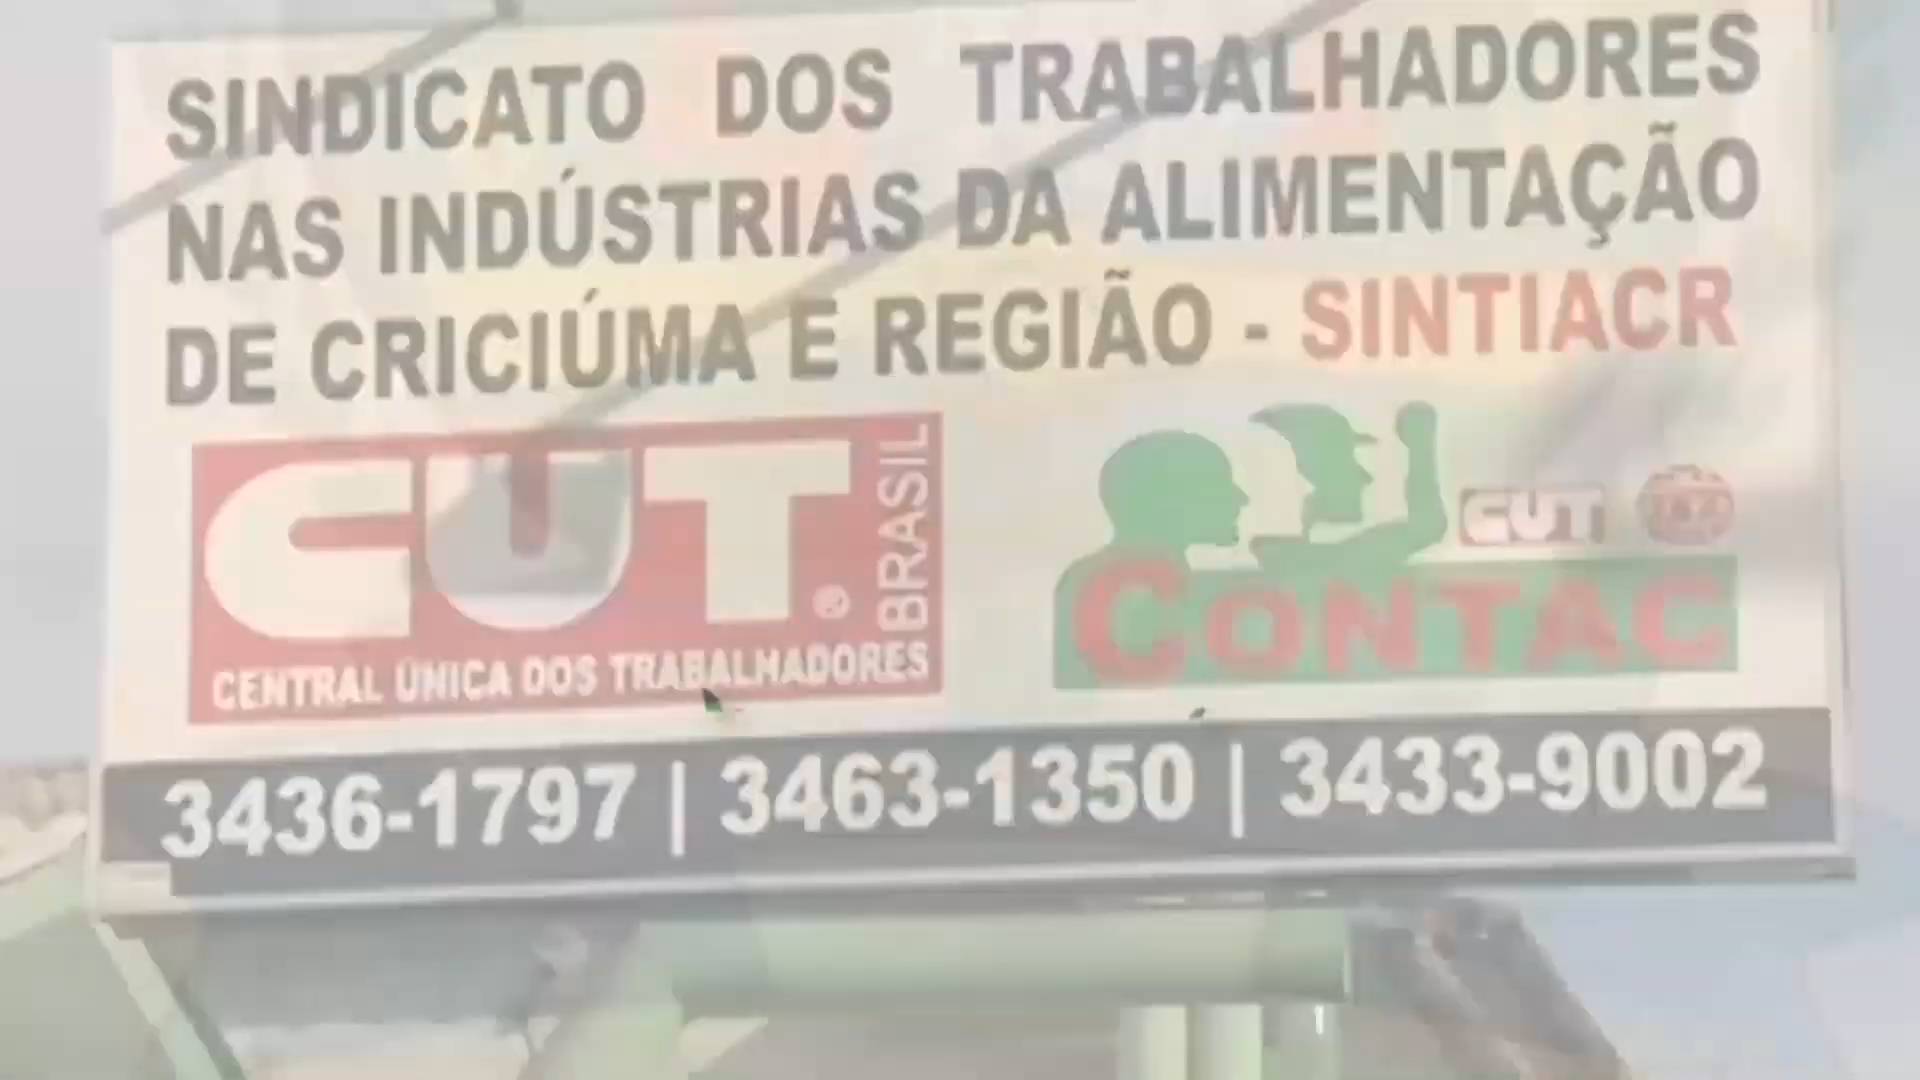 SINDICATO DOS TRABALHADORES
NAS INDÚSTRIAS DA ALIMENTAÇÃO
DE CRICIÚMA E REGIÃO - SINTIACR
CUT®
BRASIL
CENTRAL ÚNICA DOS TRABALHADORES
CUT
CONTAC
3436-1797 | 3463-1350 | 3433-9002